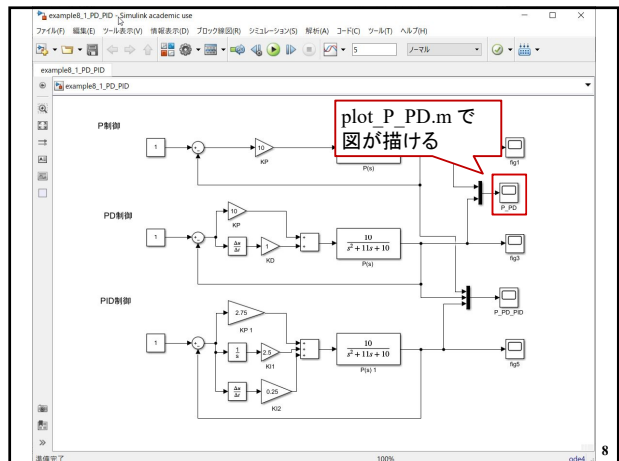 example8_1_PD_PID - Simulink academic use
ファイル(F) 編集(E) ツール表示(V) 情報表示(D) ブロック線図(R) シミュレーション(S) 解析(A) コード(C) ツール(T) ヘルプ(H)
5
ノーマル
example8_1_PD_PID
example8_1_PD_PID
plot_P_PD.m で
図が描ける
P制御
1
10
KP
P(s)
fig1
P_PD
PD制御
10
KP
1
Δu
Δt
1
KD
10
s² + 11s + 10
P(s)
fig3
P_PD_PID
PID制御
2.75
KP 1
1
1
s
2.5
KI1
10
s² + 11s + 10
P(s) 1
fig5
Δu
Δt
0.25
KI2
準備完了
100%
ode4
8